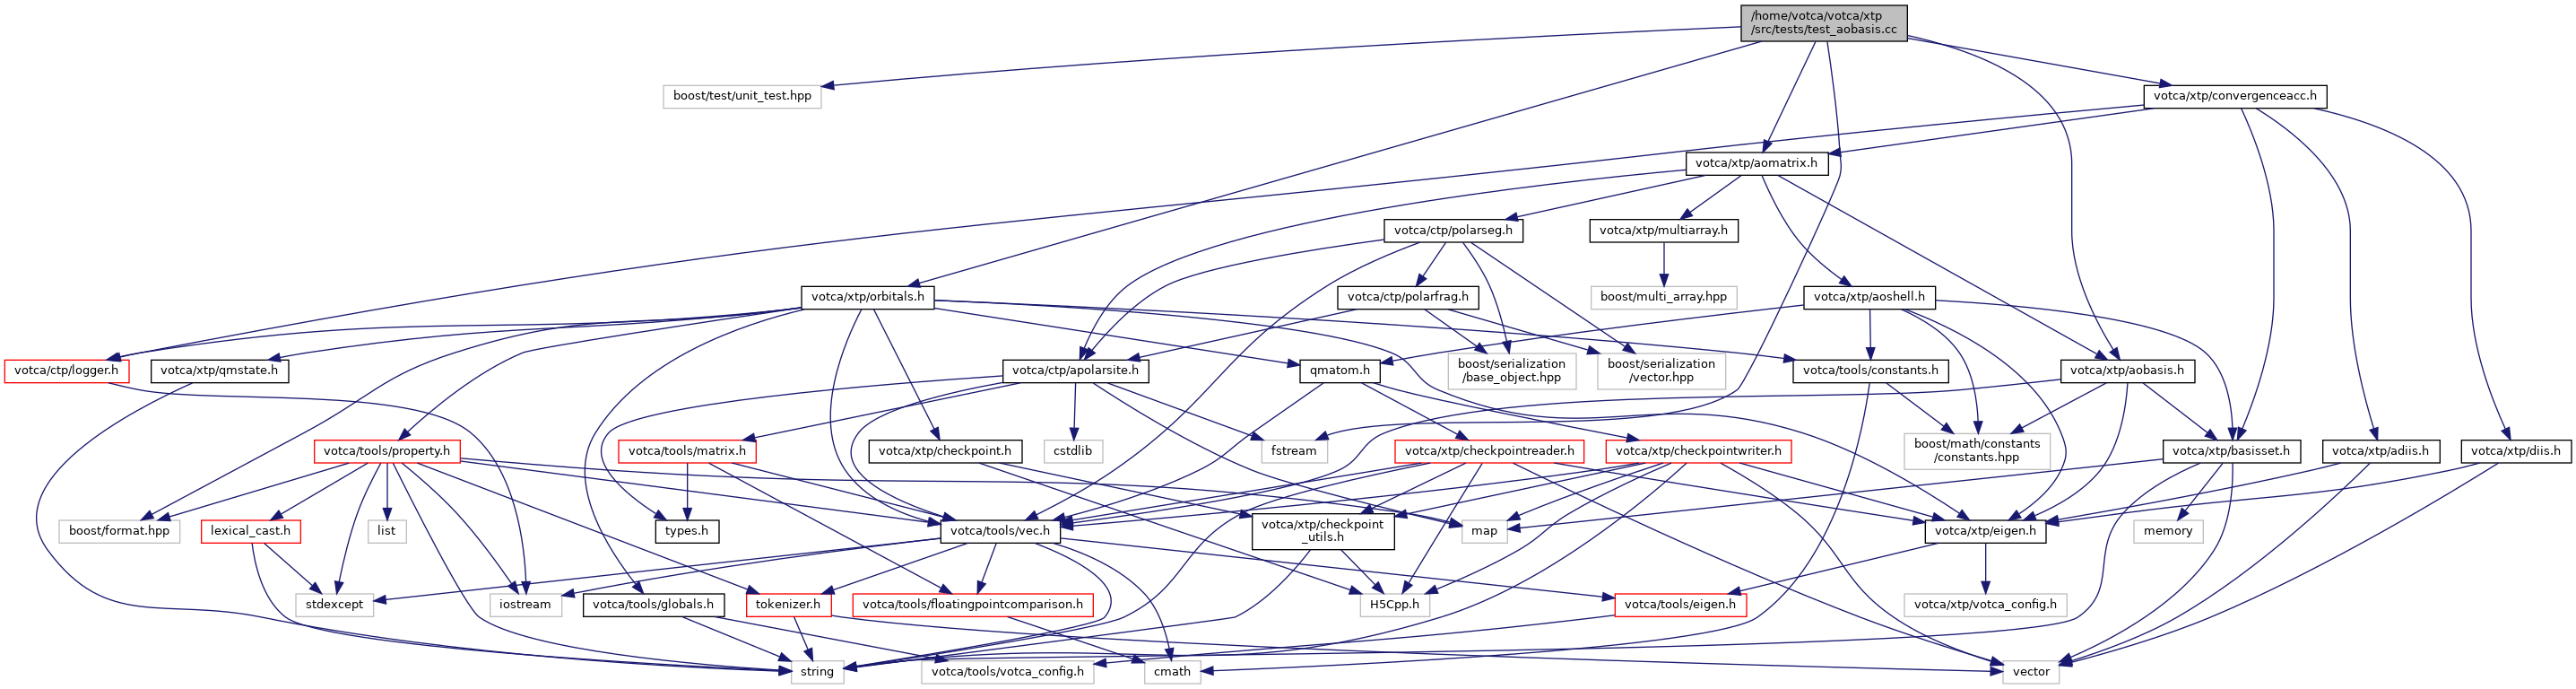 /home/votca/votca/xtp
/src/tests/test_aobasis.cc
boost/test/unit_test.hpp
votca/xtp/convergenceacc.h
votca/xtp/aomatrix.h
votca/ctp/polarseg.h
votca/xtp/multiarray.h
votca/xtp/orbitals.h
votca/ctp/polarfrag.h
boost/multi_array.hpp
votca/xtp/aoshell.h
votca/ctp/logger.h
votca/xtp/qmstate.h
votca/ctp/apolarsite.h
qmatom.h
boost/serialization
/base_object.hpp
boost/serialization
/vector.hpp
votca/tools/constants.h
votca/xtp/aobasis.h
votca/tools/property.h
votca/tools/matrix.h
votca/xtp/checkpoint.h
cstdlib
fstream
votca/xtp/checkpointreader.h
votca/xtp/checkpointwriter.h
boost/math/constants
/constants.hpp
votca/xtp/basisset.h
votca/xtp/adiis.h
votca/xtp/diis.h
boost/format.hpp
lexical_cast.h
list
types.h
votca/tools/vec.h
votca/xtp/checkpoint
_utils.h
map
votca/xtp/eigen.h
memory
stdexcept
iostream
votca/tools/globals.h
tokenizer.h
votca/tools/floatingpointcomparison.h
H5Cpp.h
votca/tools/eigen.h
votca/xtp/votca_config.h
string
votca/tools/votca_config.h
cmath
vector